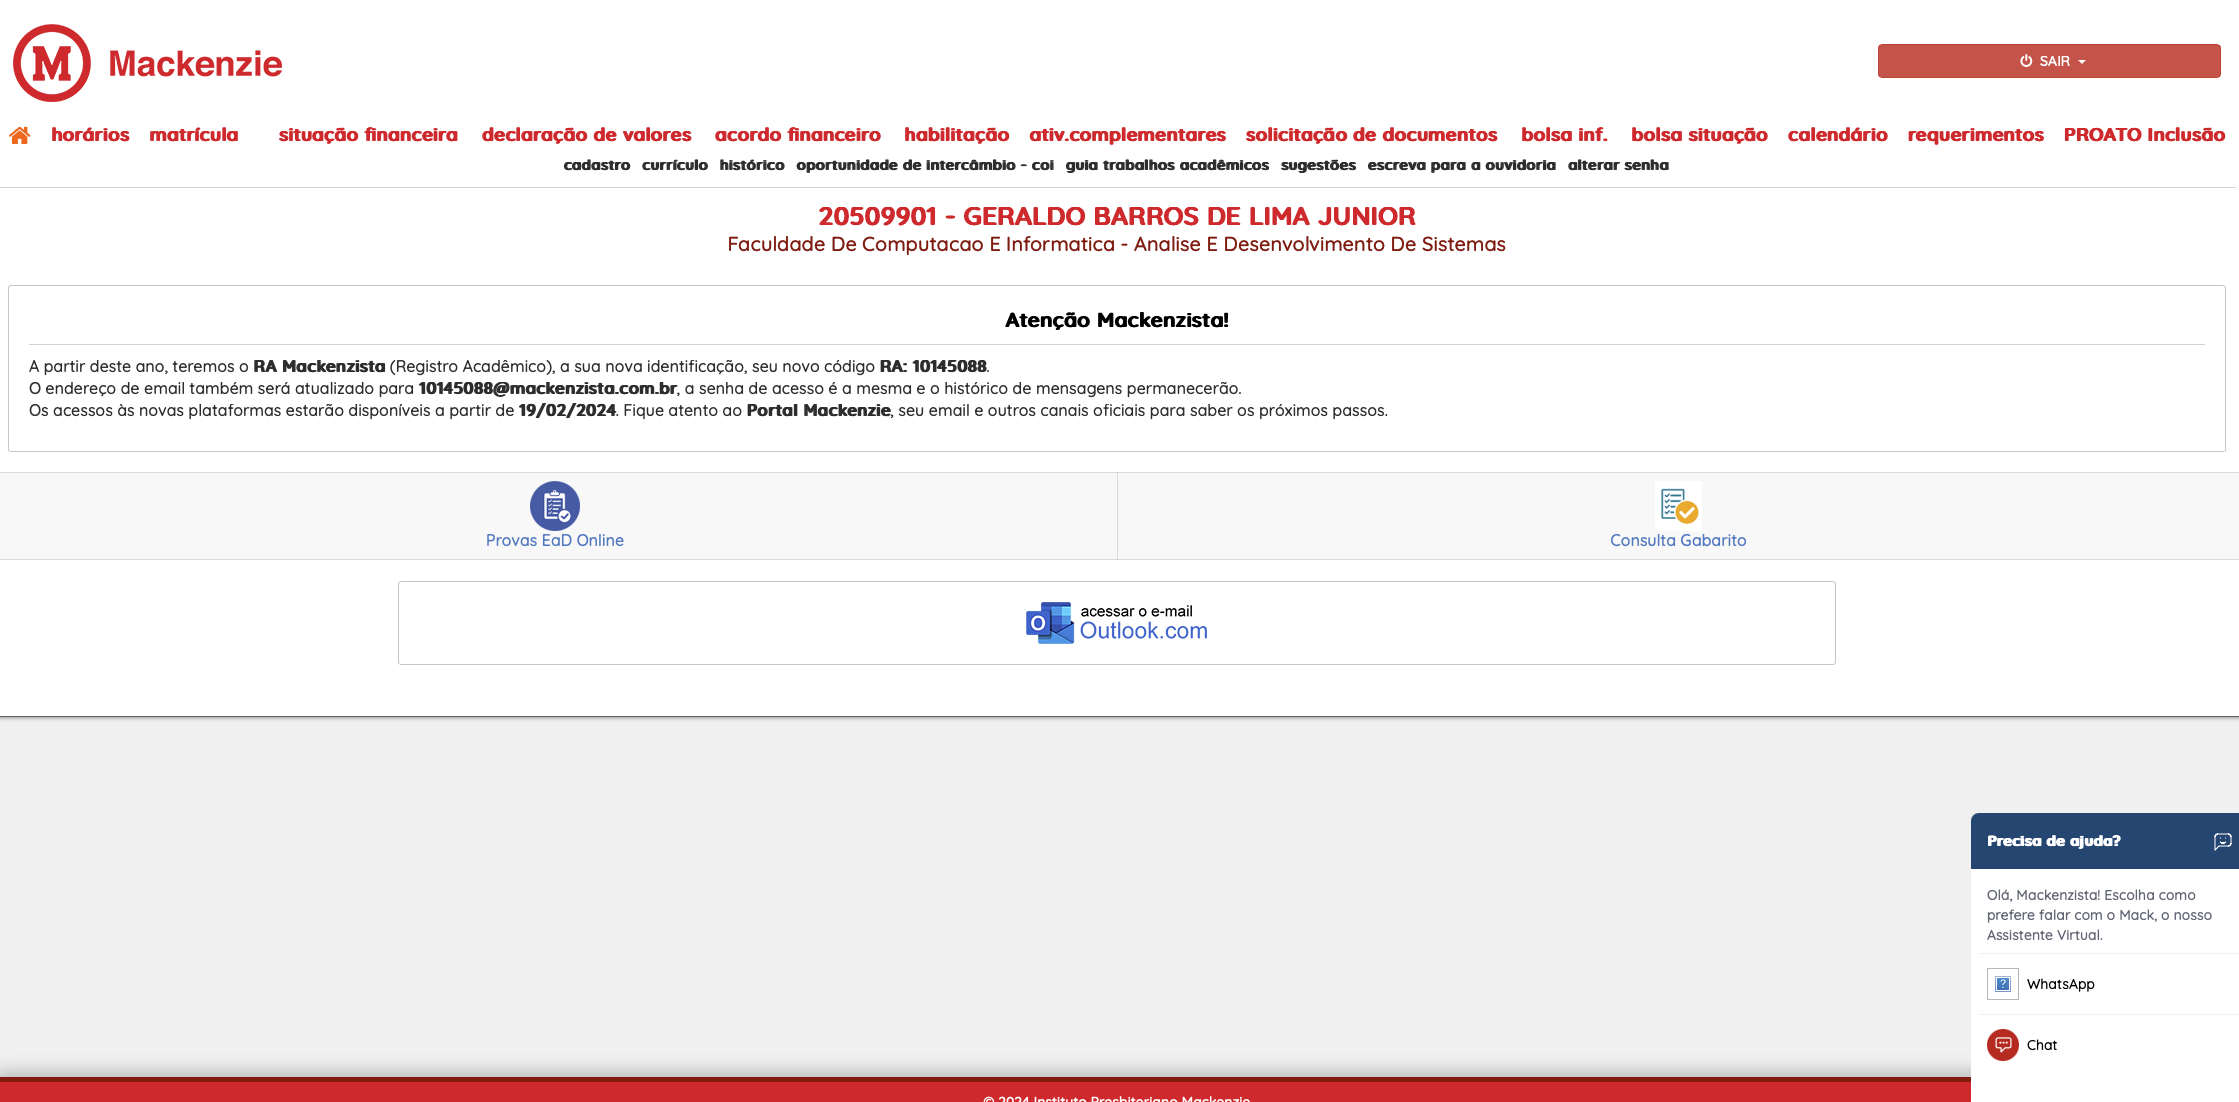 M Mackenzie
SAIR
horários matrícula situação financeira declaração de valores acordo financeiro habilitação ativ.complementares solicitação de documentos bolsa inf. bolsa situação calendário requerimentos PROATO Inclusão
cadastro currículo histórico oportunidade de intercâmbio - coi guia trabalhos acadêmicos sugestões escreva para a ouvidoria alterar senha
20509901 - GERALDO BARROS DE LIMA JUNIOR
Faculdade De Computacao E Informatica - Analise E Desenvolvimento De Sistemas
Atenção Mackenzista!
A partir deste ano, teremos o RA Mackenzista (Registro Acadêmico), a sua nova identificação, seu novo código RA: 10145088.
O endereço de email também será atualizado para 10145088@mackenzista.com.br, a senha de acesso é a mesma e o histórico de mensagens permanecerão.
Os acessos às novas plataformas estarão disponíveis a partir de 19/02/2024. Fique atento ao Portal Mackenzie, seu email e outros canais oficiais para saber os próximos passos.
Provas EaD Online
Consulta Gabarito
acessar o e-mail
Outlook.com
Precisa de ajuda?
Olá, Mackenzista! Escolha como
prefere falar com o Mack, o nosso
Assistente Virtual.
WhatsApp
Chat
© 2024 Instituto Presbiteriano Mackenzie